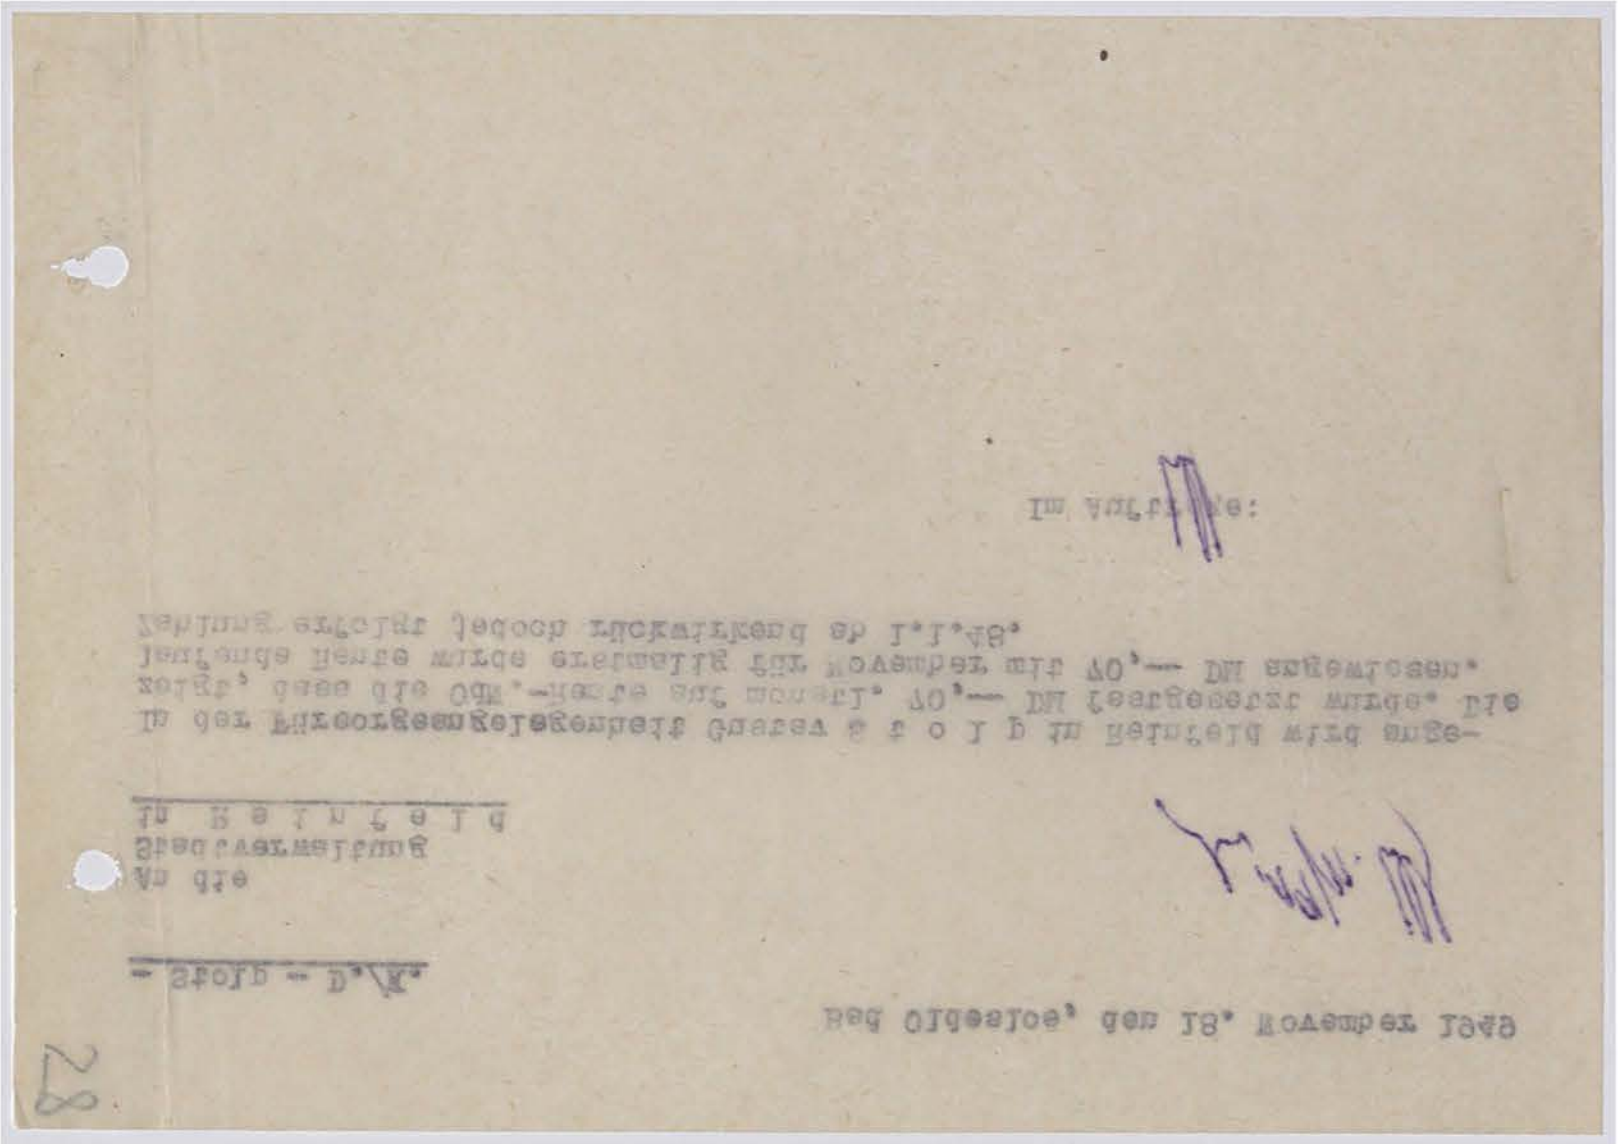 28
Bad Oldesloe, den 18. November 1949
- Stolp - D./K.
An die
Stadtverwaltung
in R e i n f e l d
In der Fürsorgeangelegenheit Gustav S t o l p in Reinfeld wird ange-
zeigt, dass die OdN.-Rente auf monatl. 70,-- DM festgesetzt wurde. Die
laufende Rente wurde erstmalig für November mit 70,-- DM angewiesen.
Zahlung erfolgt jedoch rückwirkend ab 1.1.48.
Im Auftrage: